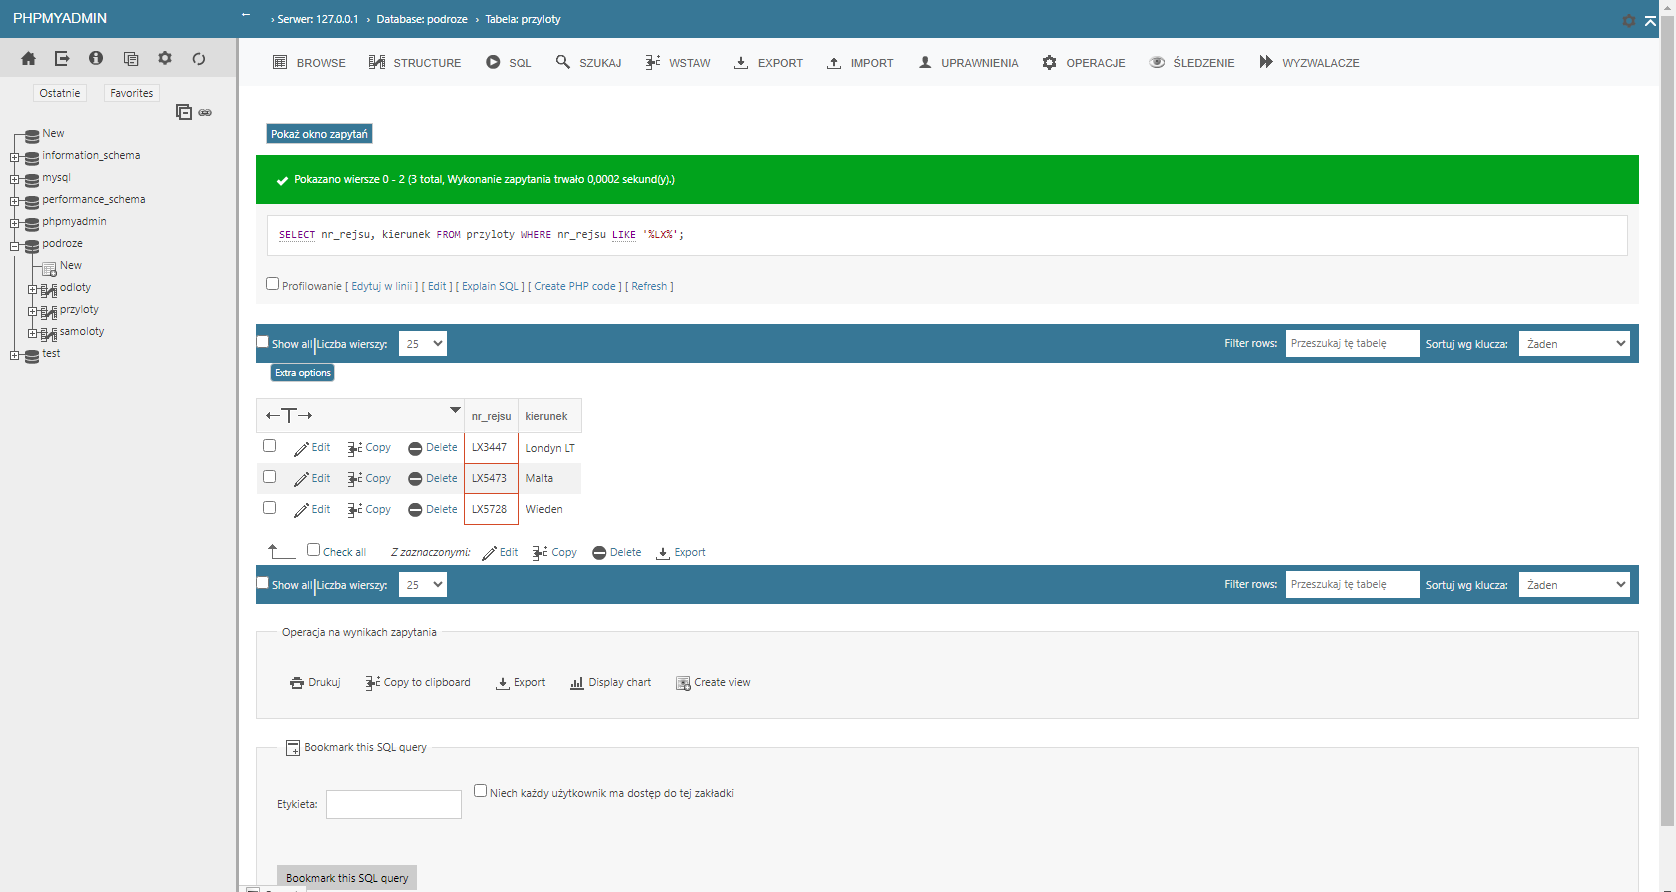 PHPMYADMIN
← › Serwer: 127.0.0.1 › Database: podroze › Tabela: przyloty
BROWSE STRUCTURE SQL SZUKAJ WSTAW EXPORT IMPORT UPRAWNIENIA OPERACJE ŚLEDZENIE WYZWALACZE
Ostatnie Favorites
New
information_schema
mysql
performance_schema
phpmyadmin
podroze
New
odloty
przyloty
samoloty
test
Pokaż okno zapytań
Pokazano wiersze 0 - 2 (3 total, Wykonanie zapytania trwało 0,0002 sekund(y).)
SELECT nr_rejsu, kierunek FROM przyloty WHERE nr_rejsu LIKE '%LX%';
Profilowanie [ Edytuj w linii ] [ Edit ] [ Explain SQL ] [ Create PHP code ] [ Refresh ]
Show all Liczba wierszy: 25 Filter rows: Przeszukaj tę tabelę Sortuj wg klucza: Żaden
Extra options
←T→ nr_rejsu kierunek
Edit Copy Delete LX3447 Londyn LT
Edit Copy Delete LX5473 Malta
Edit Copy Delete LX5728 Wieden
Check all Z zaznaczonymi: Edit Copy Delete Export
Show all Liczba wierszy: 25 Filter rows: Przeszukaj tę tabelę Sortuj wg klucza: Żaden
Operacja na wynikach zapytania
Drukuj Copy to clipboard Export Display chart Create view
Bookmark this SQL query
Etykieta: Niech każdy użytkownik ma dostęp do tej zakładki
Bookmark this SQL query